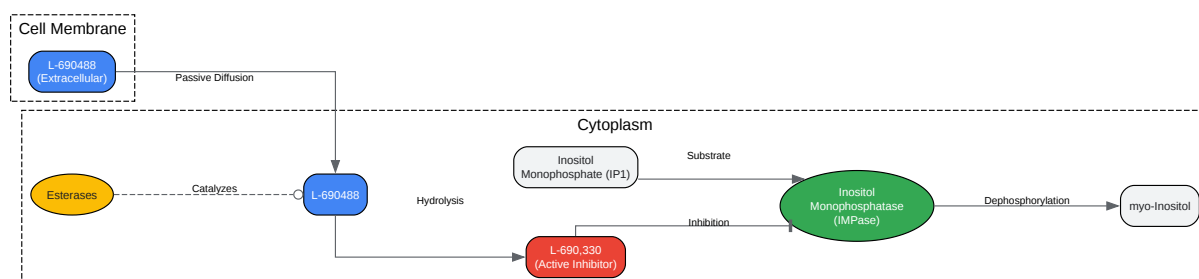 Cell Membrane
L-690488
(Extracellular)
Passive Diffusion
Cytoplasm
Inositol
Monophosphate (IP1)
Substrate
Esterases
Catalyzes
L-690488
Hydrolysis
Inositol
Monophosphatase
(IMPase)
Dephosphorylation
myo-Inositol
Inhibition
L-690,330
(Active Inhibitor)